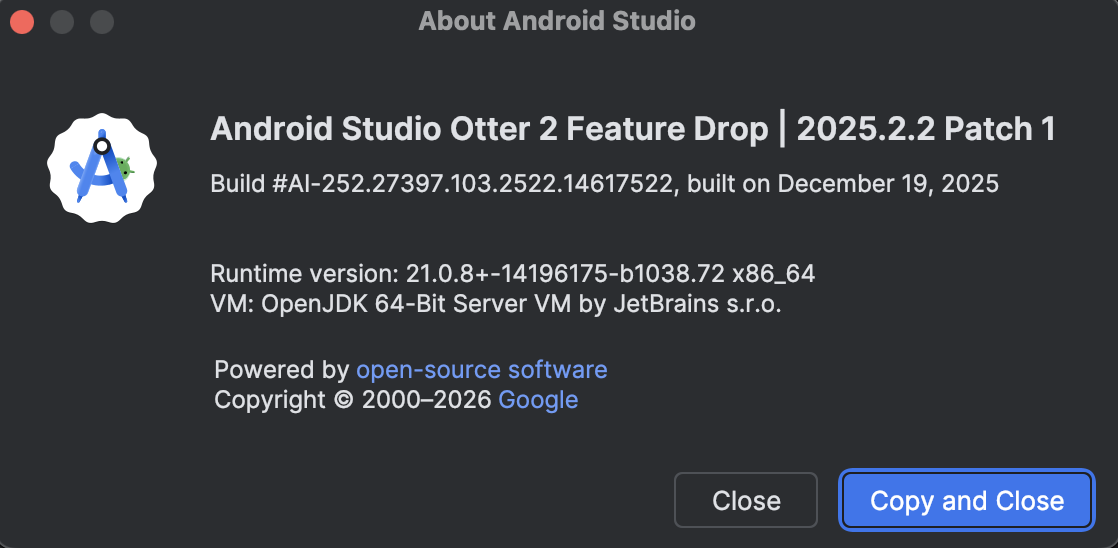 About Android Studio
Android Studio Otter 2 Feature Drop | 2025.2.2 Patch 1
Build #AI-252.27397.103.2522.14617522, built on December 19, 2025
Runtime version: 21.0.8+-14196175-b1038.72 x86_64
VM: OpenJDK 64-Bit Server VM by JetBrains s.r.o.
Powered by open-source software
Copyright © 2000–2026 Google
Close
Copy and Close